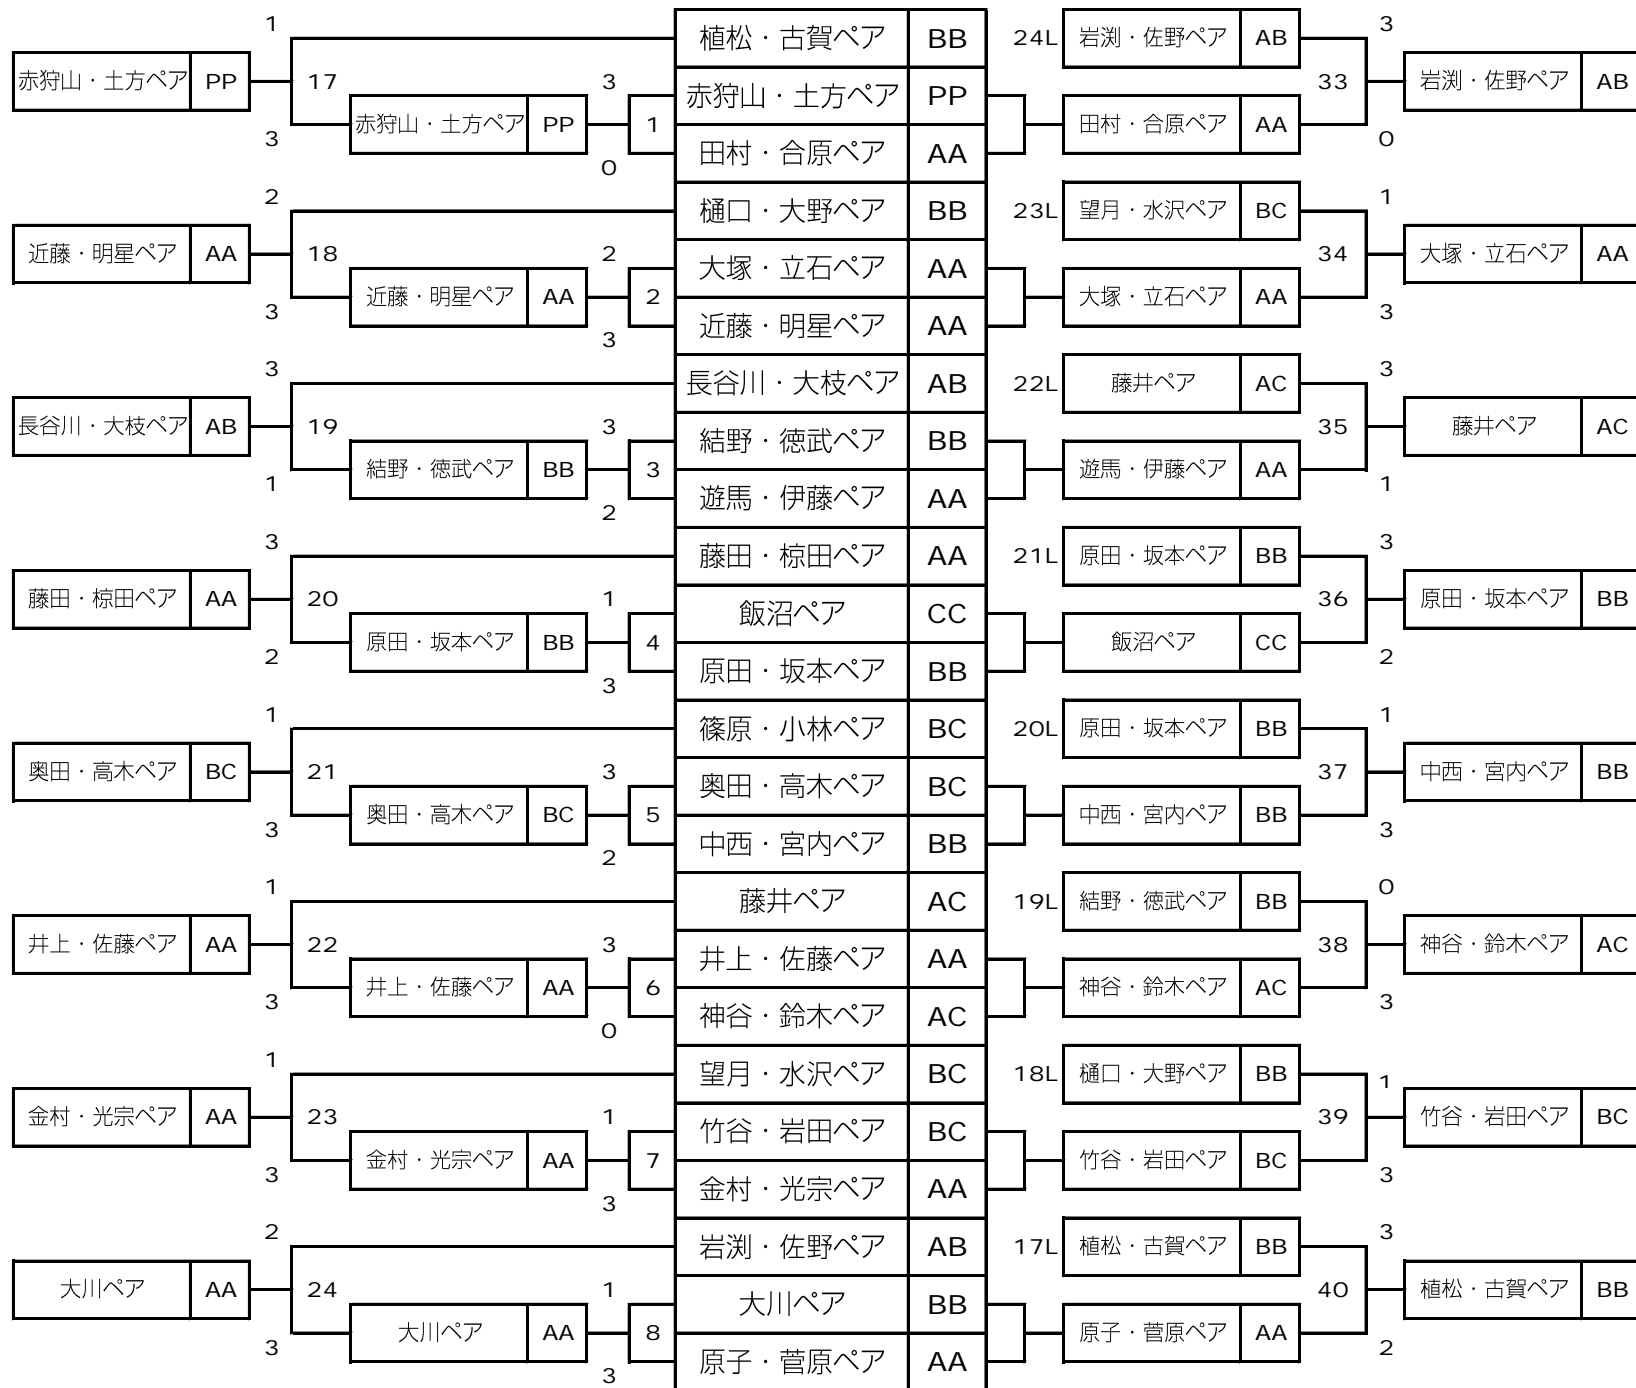 1 植松・古賀ペア BB 24L 岩渕・佐野ペア AB 3
赤狩山・土方ペア PP 17 3 赤狩山・土方ペア PP 33 岩渕・佐野ペア AB
3 赤狩山・土方ペア PP 1 田村・合原ペア AA 0
0 田村・合原ペア AA
2 樋口・大野ペア BB 23L 望月・水沢ペア BC 1
近藤・明星ペア AA 18 2 大塚・立石ペア AA 34 大塚・立石ペア AA
3 近藤・明星ペア AA 2 大塚・立石ペア AA 3
3 近藤・明星ペア AA
3 長谷川・大枝ペア AB 22L 藤井ペア AC 3
長谷川・大枝ペア AB 19 3 結野・徳武ペア BB 35 藤井ペア AC
1 結野・徳武ペア BB 3 遊馬・伊藤ペア AA 1
2 遊馬・伊藤ペア AA
3 藤田・椋田ペア AA 21L 原田・坂本ペア BB 3
藤田・椋田ペア AA 20 1 飯沼ペア CC 36 原田・坂本ペア BB
2 原田・坂本ペア BB 4 飯沼ペア CC 2
3 原田・坂本ペア BB
1 篠原・小林ペア BC 20L 原田・坂本ペア BB 1
奥田・高木ペア BC 21 3 奥田・高木ペア BC 37 中西・宮内ペア BB
3 奥田・高木ペア BC 5 中西・宮内ペア BB 3
2 中西・宮内ペア BB
1 藤井ペア AC 19L 結野・徳武ペア BB 0
井上・佐藤ペア AA 22 3 井上・佐藤ペア AA 38 神谷・鈴木ペア AC
3 井上・佐藤ペア AA 6 神谷・鈴木ペア AC 3
0 神谷・鈴木ペア AC
1 望月・水沢ペア BC 18L 樋口・大野ペア BB 1
金村・光宗ペア AA 23 1 竹谷・岩田ペア BC 39 竹谷・岩田ペア BC
3 金村・光宗ペア AA 7 竹谷・岩田ペア BC 3
3 金村・光宗ペア AA
2 岩渕・佐野ペア AB 17L 植松・古賀ペア BB 3
大川ペア AA 24 1 大川ペア BB 40 植松・古賀ペア BB
3 大川ペア AA 8 原子・菅原ペア AA 2
3 原子・菅原ペア AA